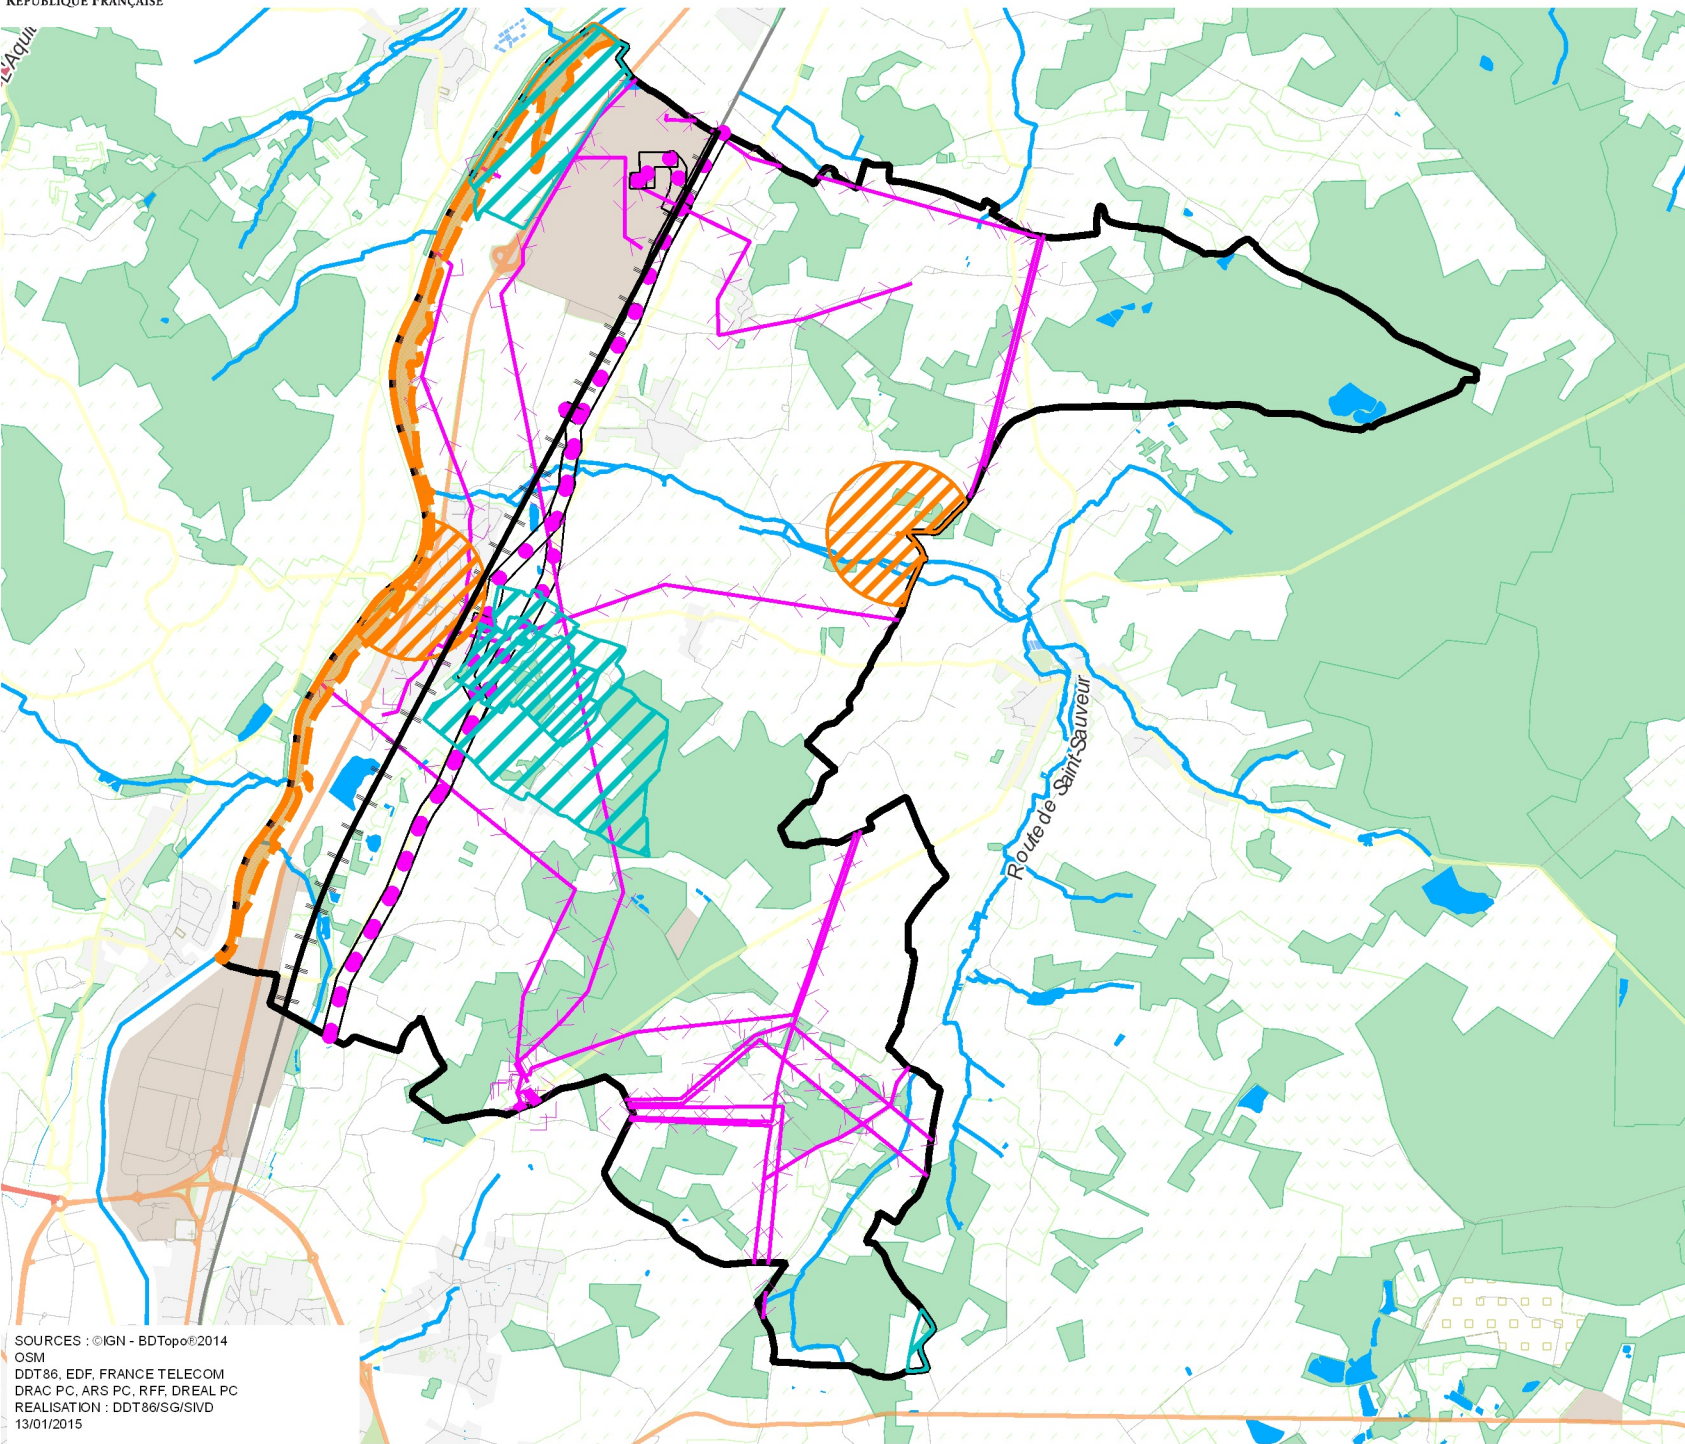 RÉPUBLIQUE FRANÇAISE
Route de Saint-Sauveur
SOURCES : ©IGN - BDTopo®2014
OSM
DDT86, EDF, FRANCE TELECOM
DRAC PC, ARS PC, RFF, DREAL PC
REALISATION : DDT86/SG/SIVD
13/01/2015